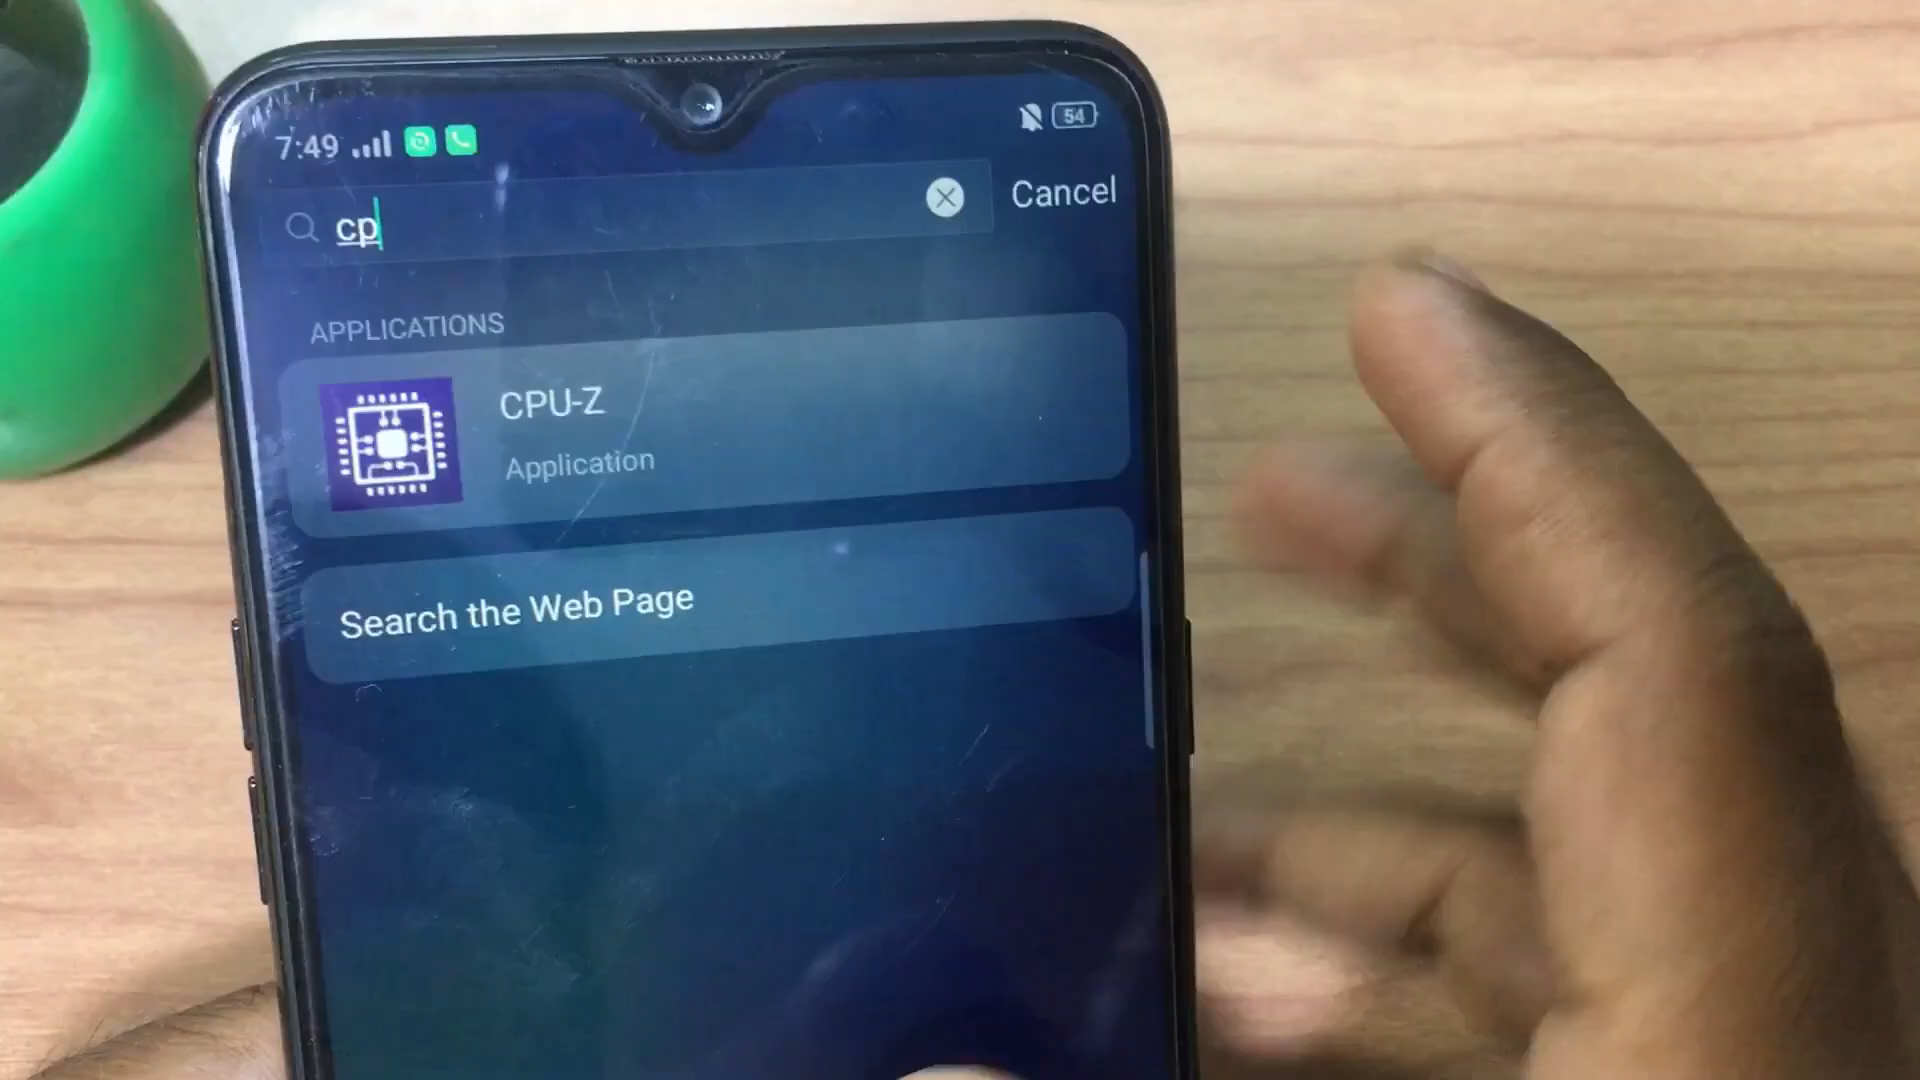 7:49
54
cp
Cancel
APPLICATIONS
CPU-Z
Application
Search the Web Page